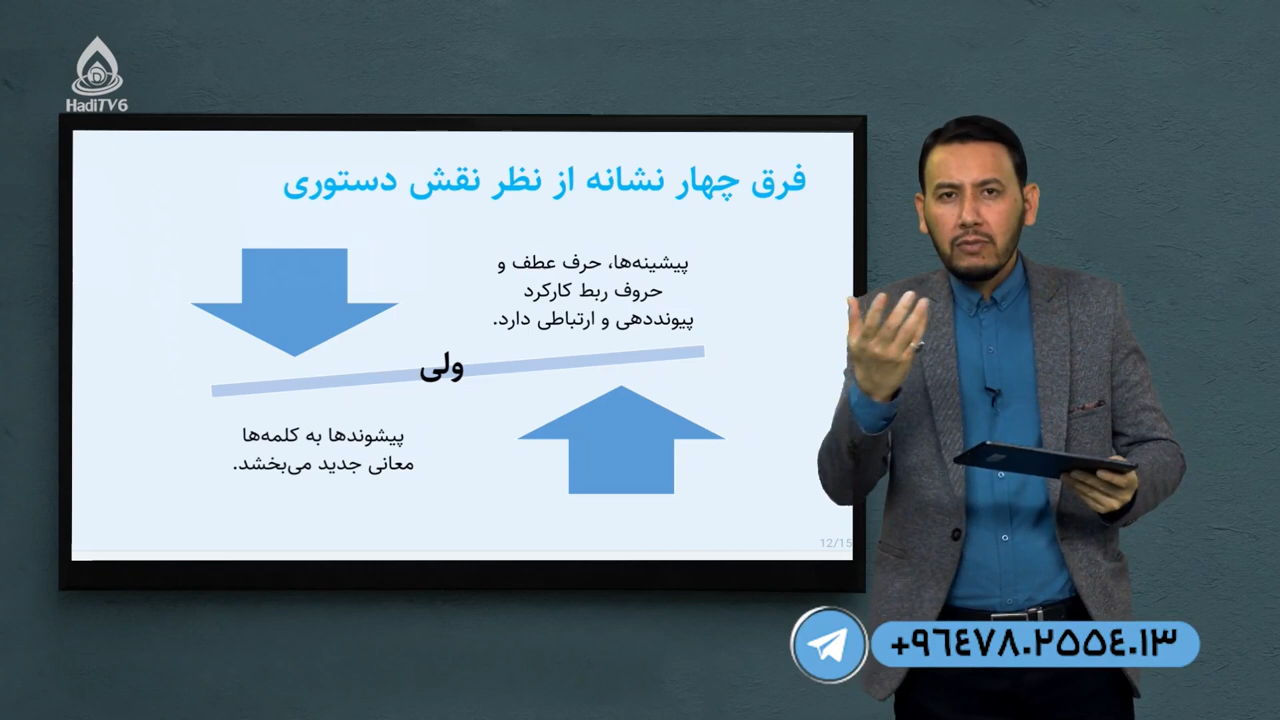 HadiTV6
فرق چهار نشانه از نظر نقش دستوری
پیشینه‌ها، حرف عطف و
حروف ربط کارکرد
پیونددهی و ارتباطی دارد.
ولی
پیشوندها به کلمه‌ها
معانی جدید می‌بخشد.
12/15
+۹٦٤٧٨٠٢٥٥٤٠١٣